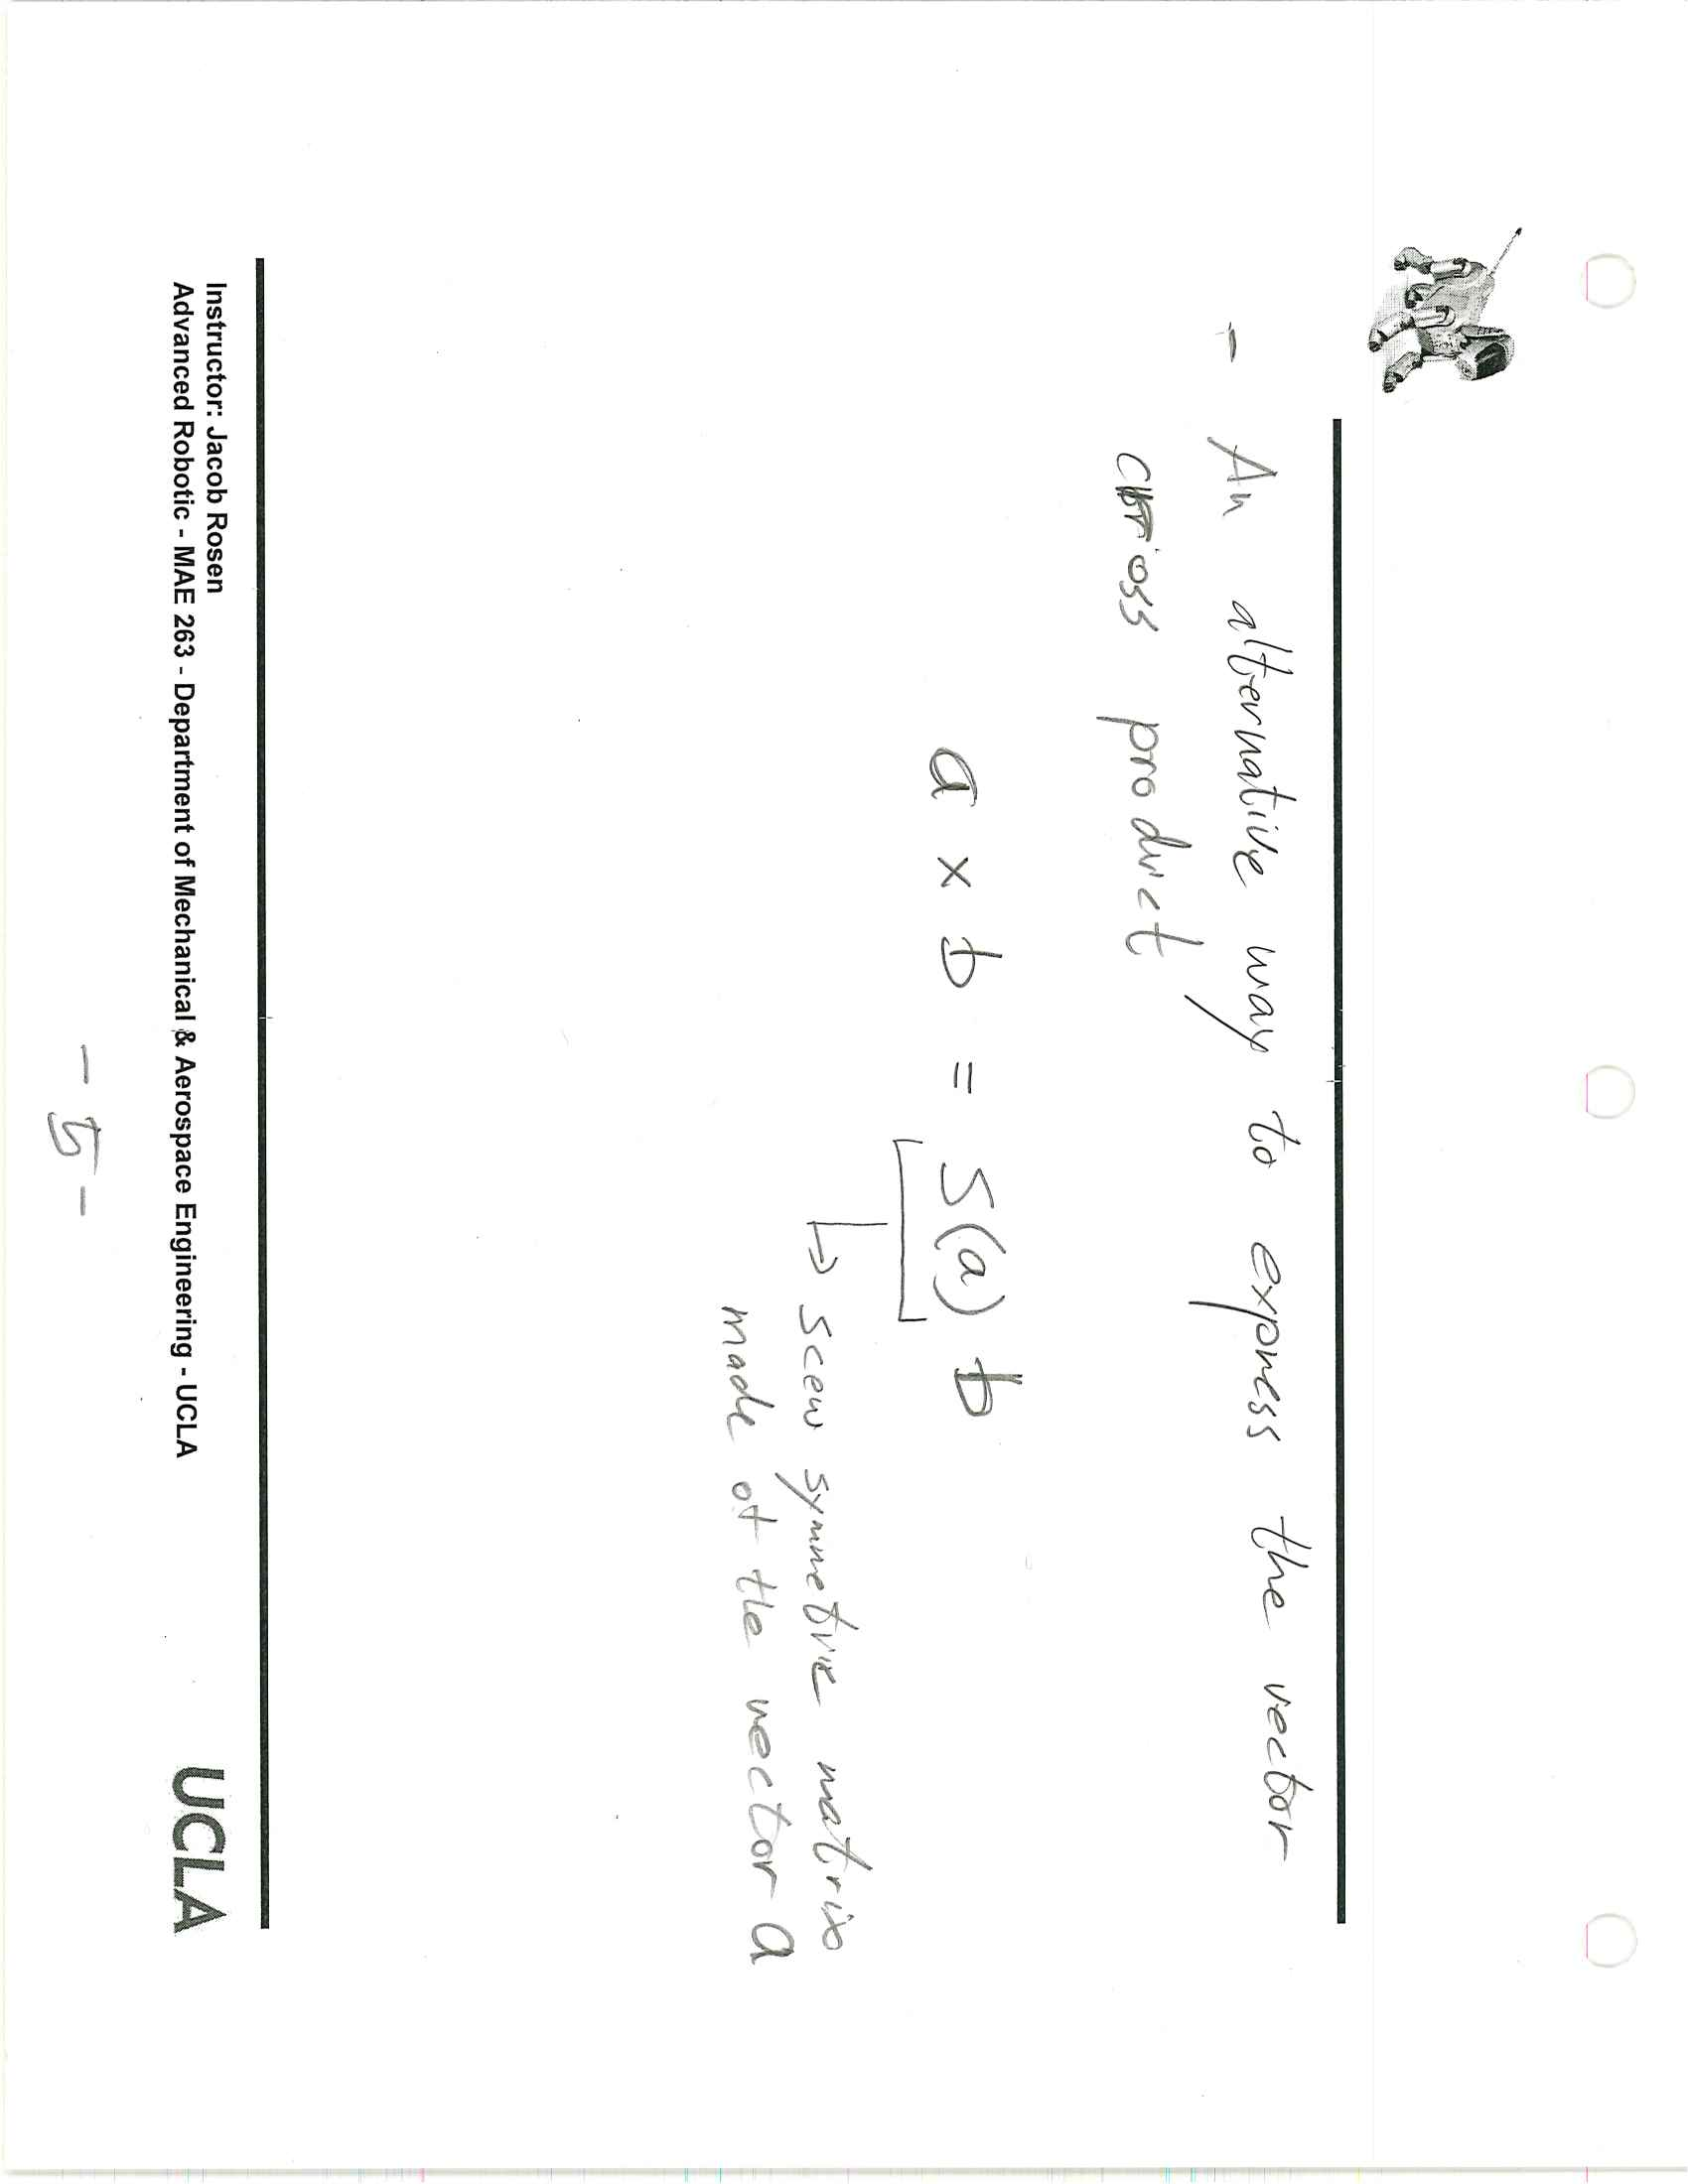 - An alternative way to express the vector
cross product
a × b = S(a) b
↳ Scew symmetric matrix
made of the vector a
Instructor: Jacob Rosen
Advanced Robotic - MAE 263 - Department of Mechanical & Aerospace Engineering - UCLA
UCLA
- 5 -